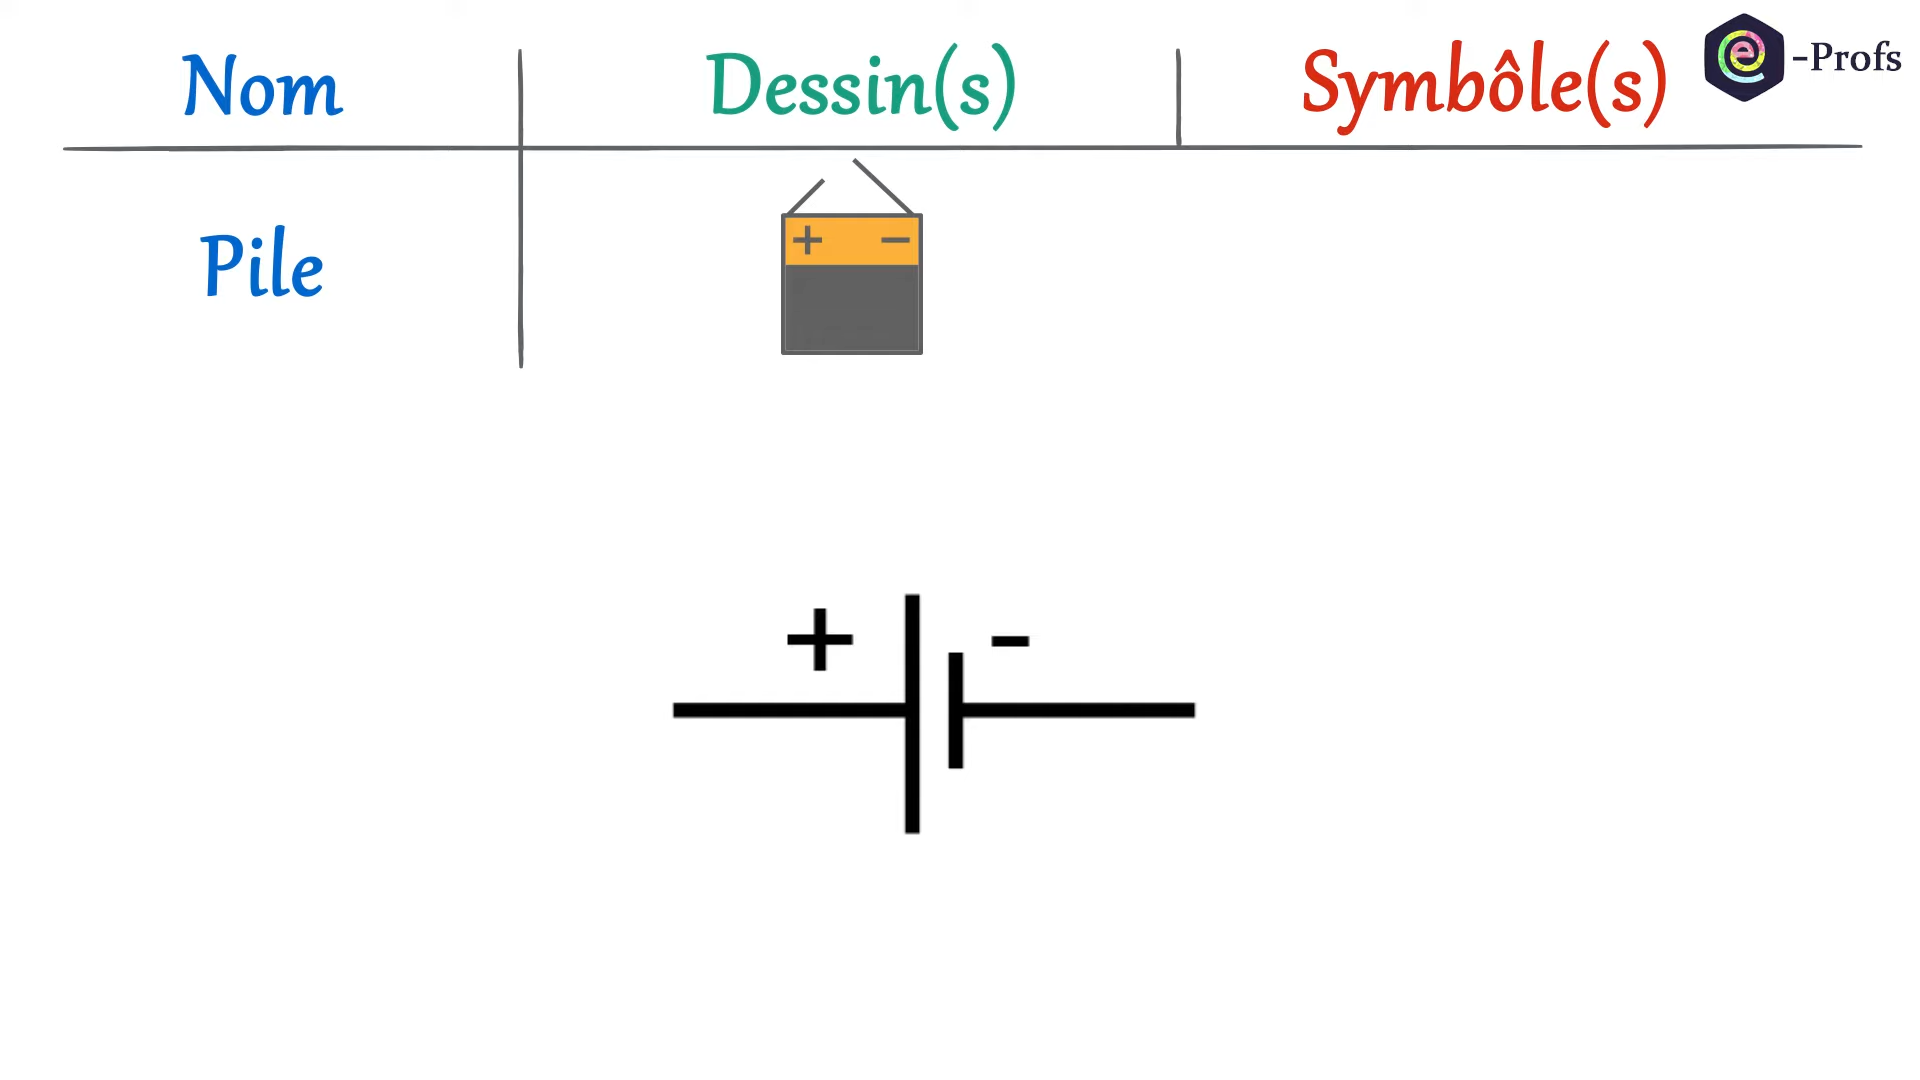 Nom Dessin(s) Symbôle(s) e-Profs
Pile + −
+ -